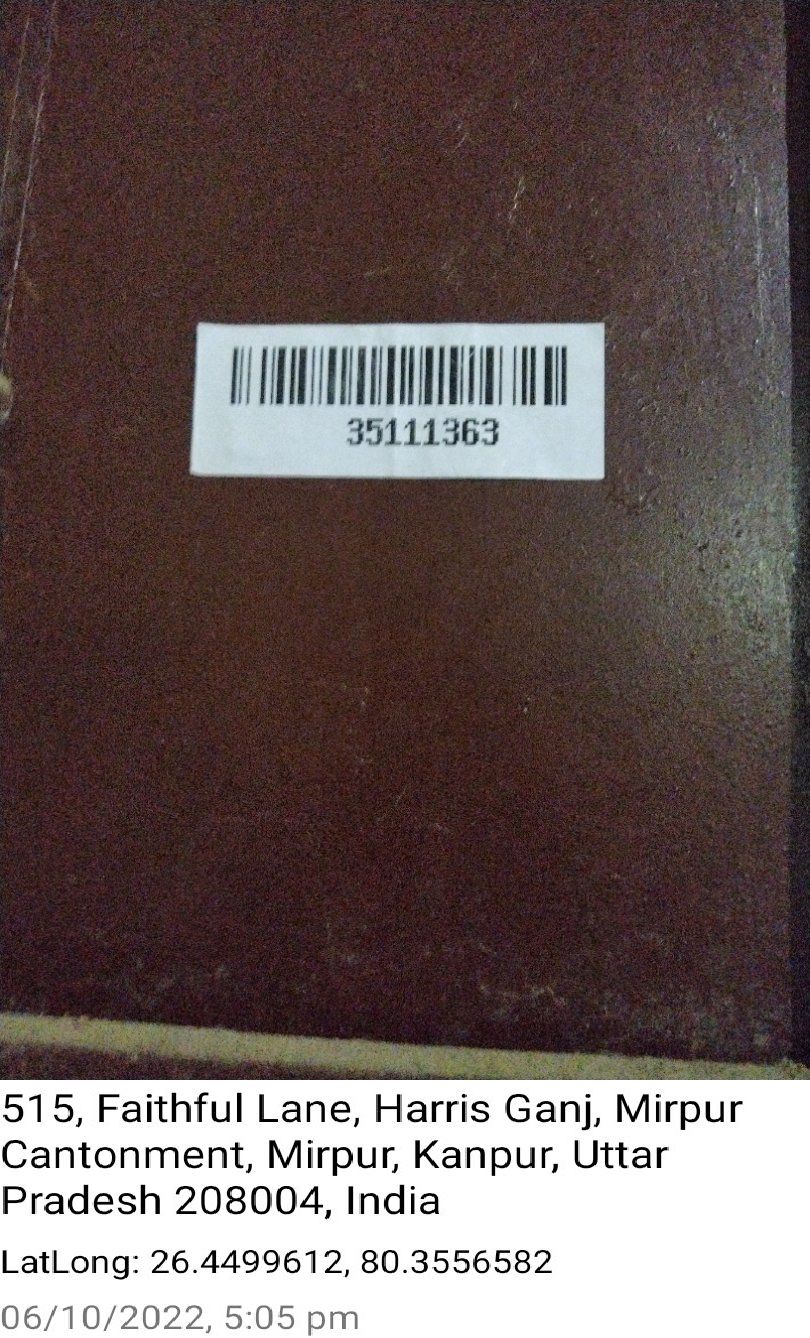 35111363
515, Faithful Lane, Harris Ganj, Mirpur
Cantonment, Mirpur, Kanpur, Uttar
Pradesh 208004, India
LatLong: 26.4499612, 80.3556582
06/10/2022, 5:05 pm